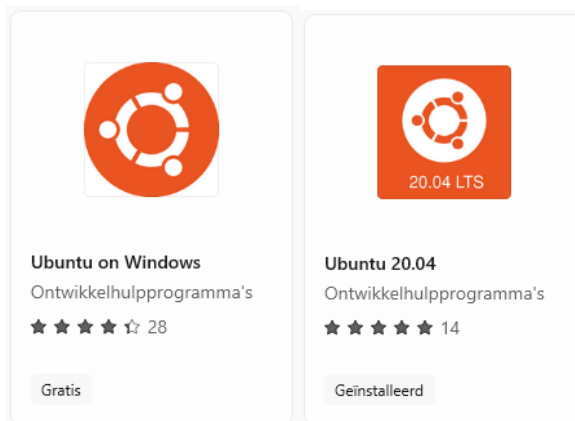 20.04 LTS
Ubuntu on Windows
Ontwikkelhulpprogramma's
28
Gratis
Ubuntu 20.04
Ontwikkelhulpprogramma's
14
Geïnstalleerd